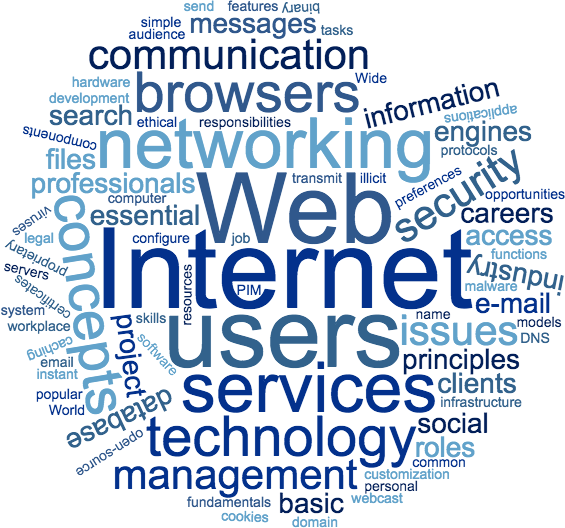 send
features
binary
simple
messages
audience
tasks
communication
hardware
browsers
Wide
development
information
search
ethical
responsibilities
applications
components
networking
engines
files
protocols
professionals
Web
transmit
illicit
preferences
security
computer
opportunities
viruses
concepts
essential
careers
legal
configure
job
access
proprietary
Internet
functions
servers
industry
resources
PIM
malware
certificates
e-mail
system
project
skills
users
name
models
workplace
issues
DNS
caching
software
email
principles
instant
services
clients
popular
database
infrastructure
World
social
open-source
technology
roles
common
management
customization
personal
fundamentals
basic
webcast
cookies
domain